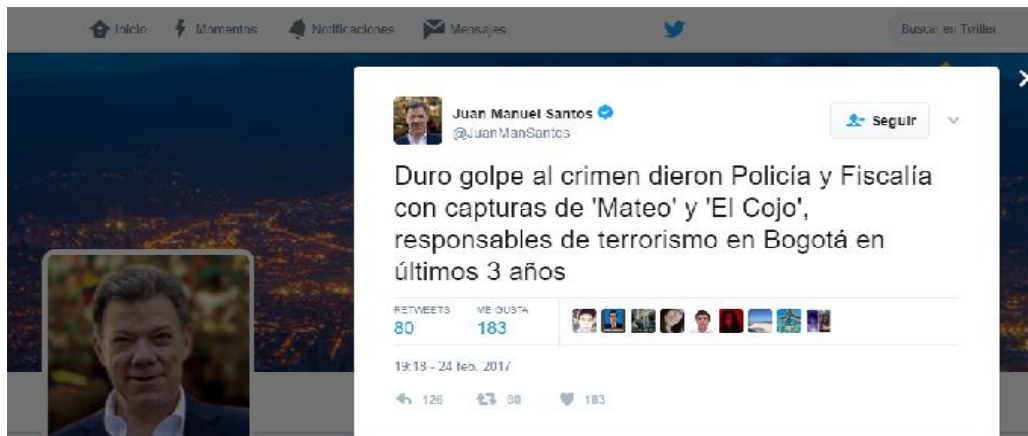 Inicio Momentos Notificaciones Mensajes Buscar en Twitter
Juan Manuel Santos
@JuanManSantos
Seguir
Duro golpe al crimen dieron Policía y Fiscalía
con capturas de 'Mateo' y 'El Cojo',
responsables de terrorismo en Bogotá en
últimos 3 años
RETWEETS ME GUSTA
80 183
19:18 - 24 feb. 2017
126 80 183